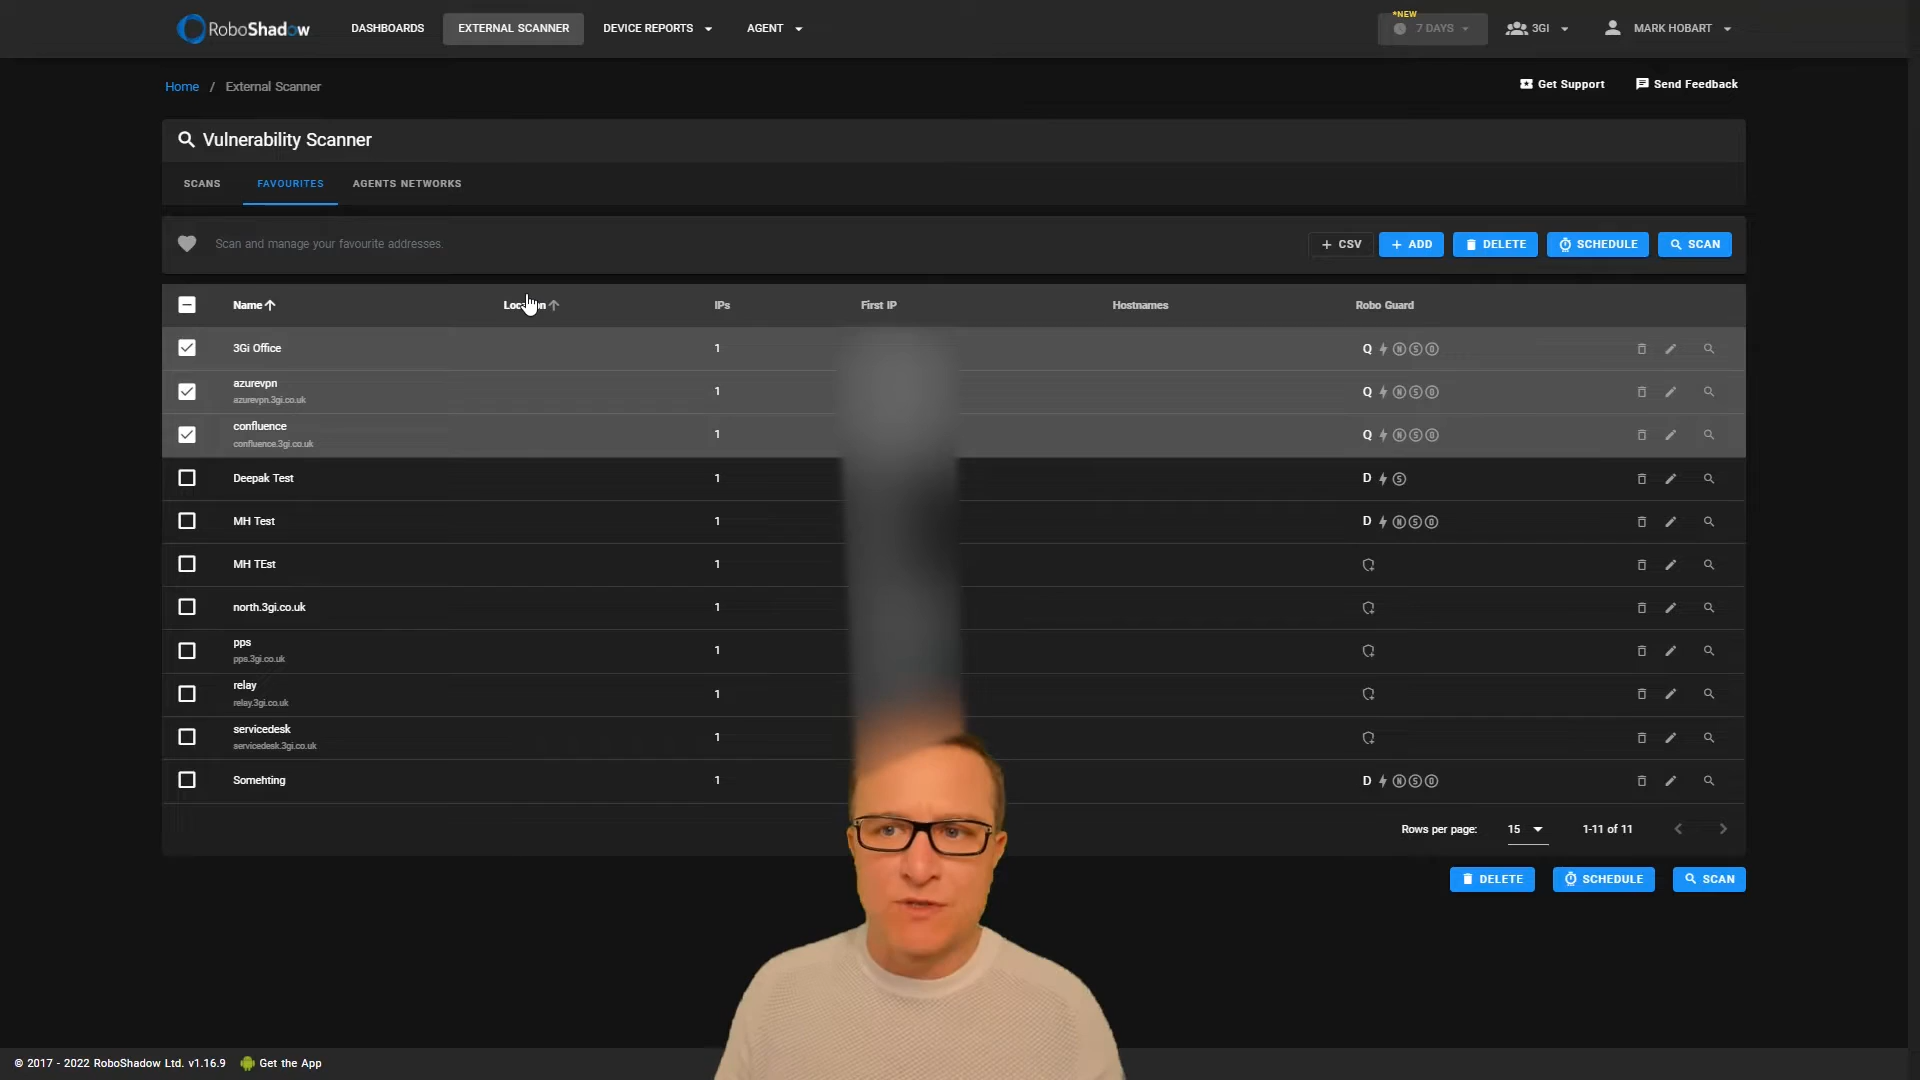 RoboShadow
DASHBOARDS
EXTERNAL SCANNER
DEVICE REPORTS
AGENT
*NEW
7 DAYS
3GI
MARK HOBART
Home / External Scanner
Get Support
Send Feedback
Vulnerability Scanner
SCANS
FAVOURITES
AGENTS NETWORKS
Scan and manage your favourite addresses.
+ CSV
+ ADD
DELETE
SCHEDULE
SCAN
Name
Location
IPs
First IP
Hostnames
Robo Guard
3Gi Office
1
Q N S O
azurevpn
azurevpn.3gi.co.uk
1
Q N S O
confluence
confluence.3gi.co.uk
1
Q N S O
Deepak Test
1
D S
MH Test
1
D N S O
MH TEst
1
north.3gi.co.uk
1
pps
pps.3gi.co.uk
1
relay
relay.3gi.co.uk
1
servicedesk
servicedesk.3gi.co.uk
1
Somehting
1
D N S O
Rows per page:
15
1-11 of 11
DELETE
SCHEDULE
SCAN
© 2017 - 2022 RoboShadow Ltd. v1.16.9
Get the App